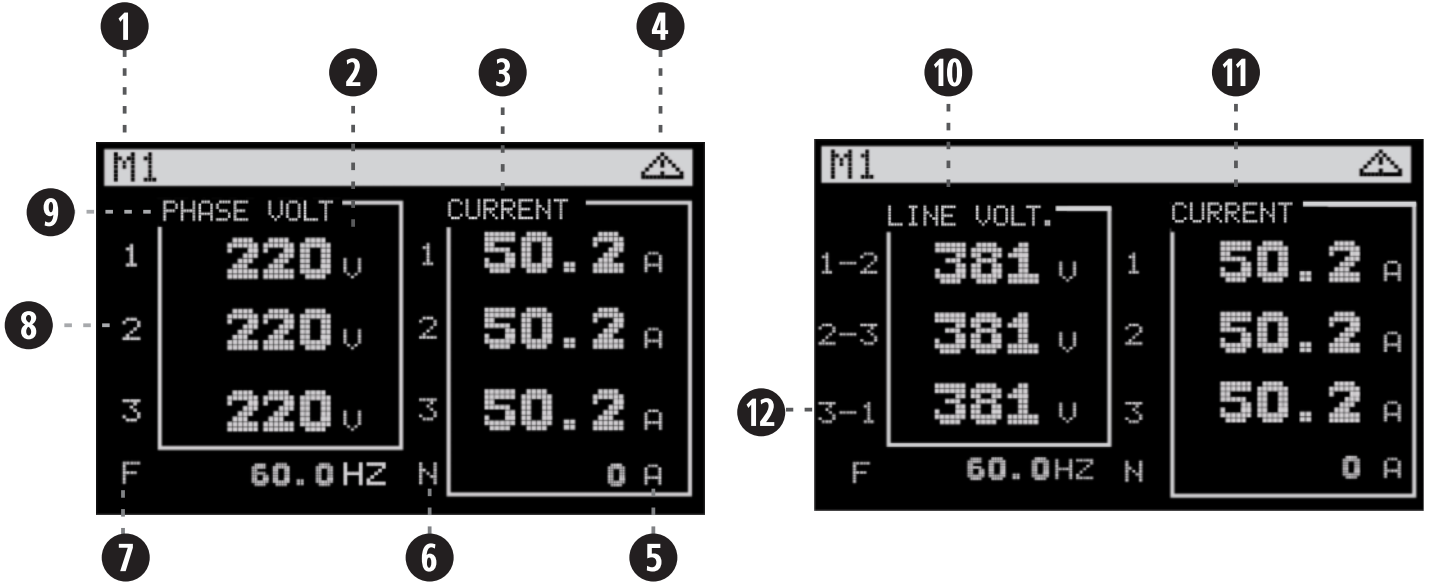 1 4
2 3 10 11
M1
M1
9 PHASE VOLT CURRENT
LINE VOLT. CURRENT
1 220 V 1 50.2 A
1-2 381 V 1 50.2 A
8 2 220 V 2 50.2 A
2-3 381 V 2 50.2 A
3 220 V 3 50.2 A
12 3-1 381 V 3 50.2 A
F 60.0 HZ N 0 A
F 60.0HZ N 0 A
7 6 5